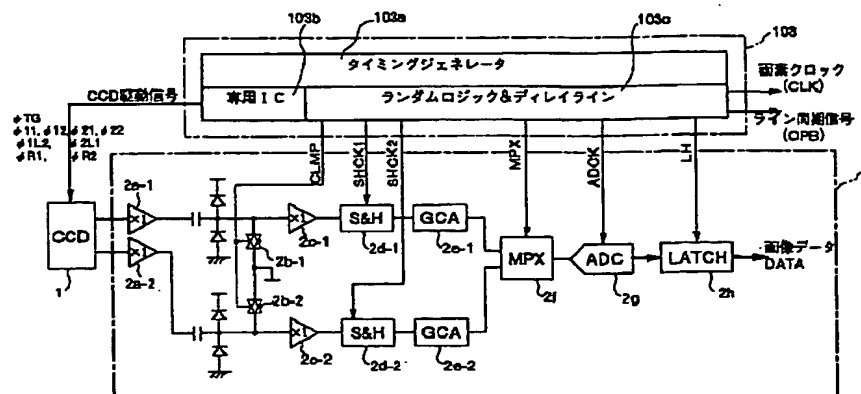 103b
103a
103c
103
タイミングジェネレータ
専用IC
ランダムロジック&ディレイライン
CCD駆動信号
画素クロック
(CLK)
ライン同期信号
(OPB)
φTG
φ11, φ12, φ21, φ22
φ1L2, φ2L1
φR1, φR2
CLMP
SHCK1
SHCK2
MPX
ADCK
LH
2a-1
×1
CCD
1
×1
2a-2
2b-1
2b-2
×1
2c-1
S&H
2d-1
GCA
2e-1
×1
2c-2
S&H
2d-2
GCA
2e-2
MPX
2f
ADC
2g
LATCH
2h
画像データ
DATA